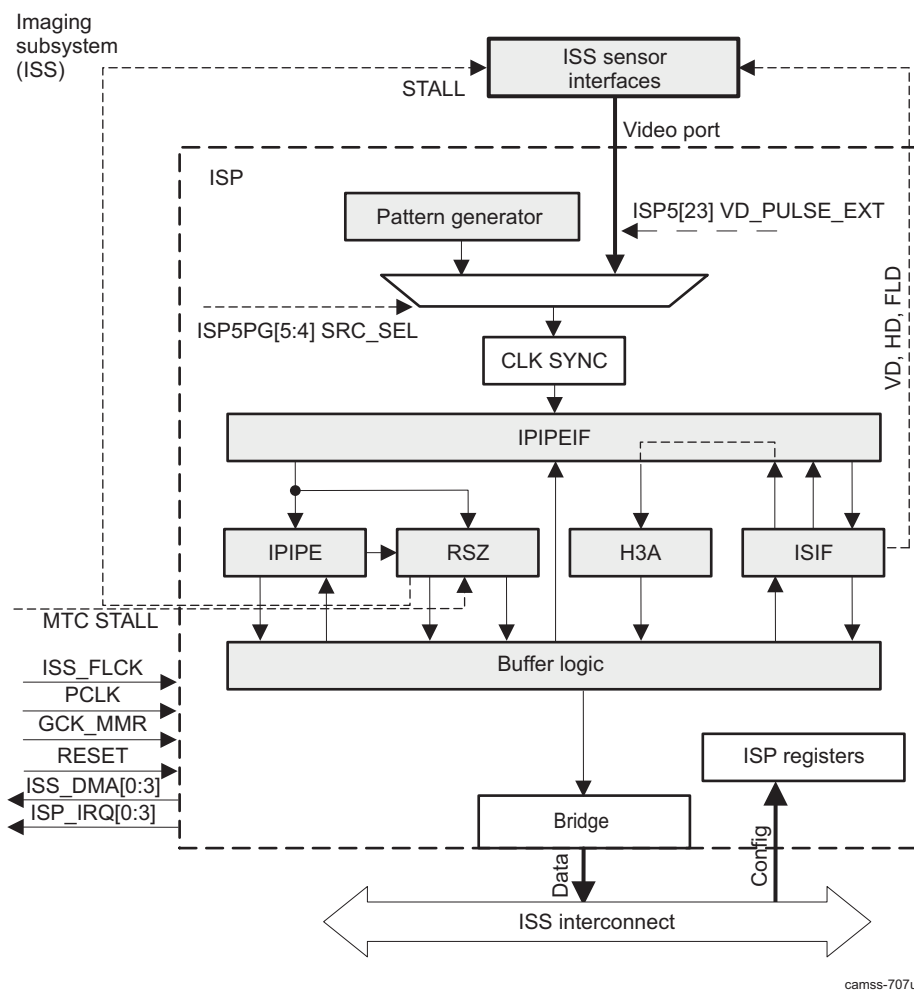 Imaging
subsystem
(ISS)
ISS sensor
interfaces
STALL
Video port
ISP
Pattern generator
ISP5[23] VD_PULSE_EXT
ISP5PG[5:4] SRC_SEL
VD, HD, FLD
CLK SYNC
IPIPEIF
IPIPE
RSZ
H3A
ISIF
MTC STALL
Buffer logic
ISS_FLCK
PCLK
GCK_MMR
RESET
ISS_DMA[0:3]
ISP_IRQ[0:3]
ISP registers
Bridge
Data
Config
ISS interconnect
camss-707u